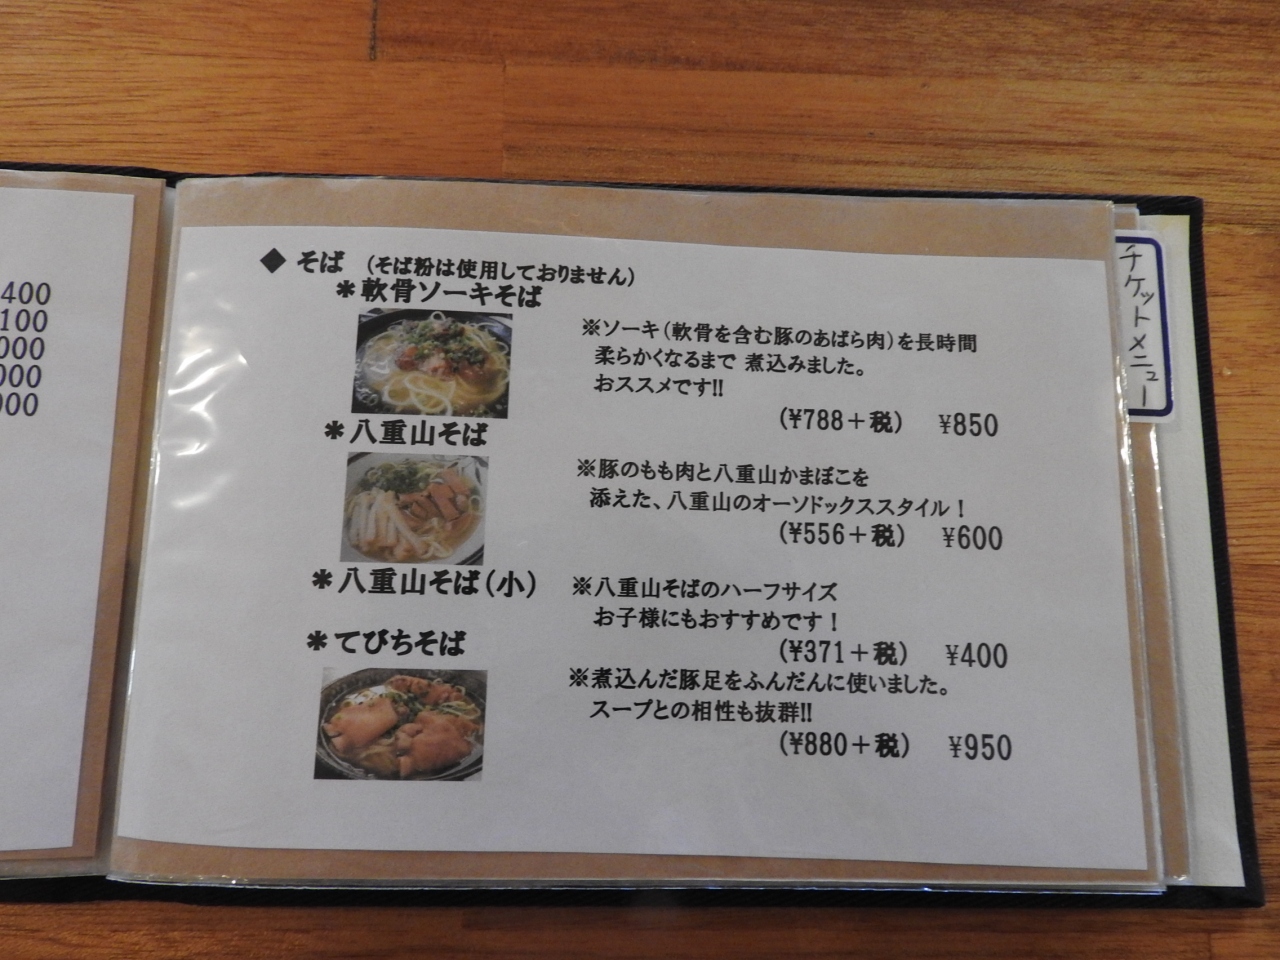 400
100
000
000
000
◆ そば (そば粉は使用しておりません)
＊軟骨ソーキそば
※ソーキ(軟骨を含む豚のあばら肉)を長時間
柔らかくなるまで 煮込みました。
おススメです!!
(¥788＋税) ¥850
＊八重山そば
※豚のもも肉と八重山かまぼこを
添えた、八重山のオーソドックススタイル！
(¥556＋税) ¥600
＊八重山そば(小)
※八重山そばのハーフサイズ
お子様にもおすすめです！
(¥371＋税) ¥400
＊てびちそば
※煮込んだ豚足をふんだんに使いました。
スープとの相性も抜群!!
(¥880＋税) ¥950
チケットメニュー